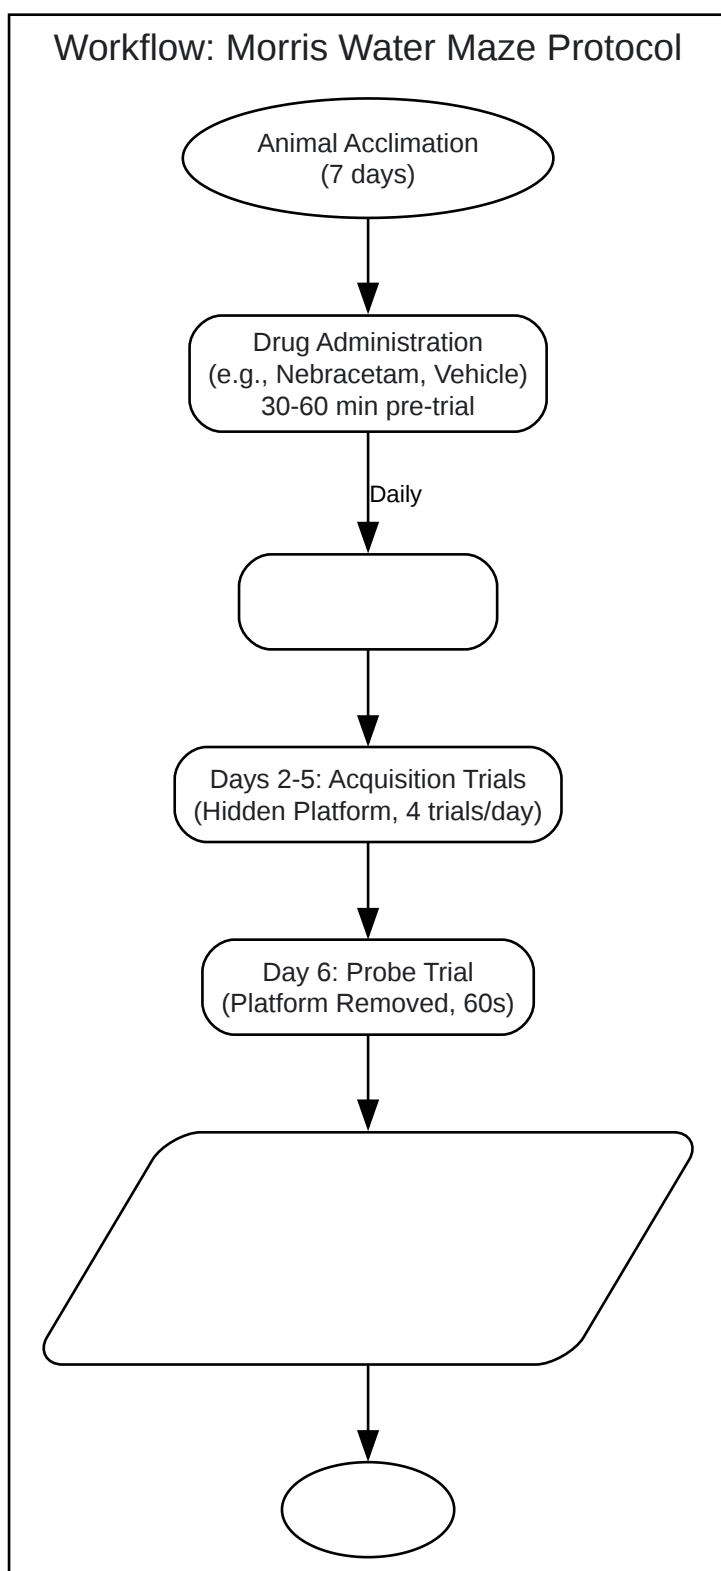 Workflow: Morris Water Maze Protocol
Animal Acclimation
(7 days)
Drug Administration
(e.g., Nebracetam, Vehicle)
30-60 min pre-trial
Daily
Days 2-5: Acquisition Trials
(Hidden Platform, 4 trials/day)
Day 6: Probe Trial
(Platform Removed, 60s)